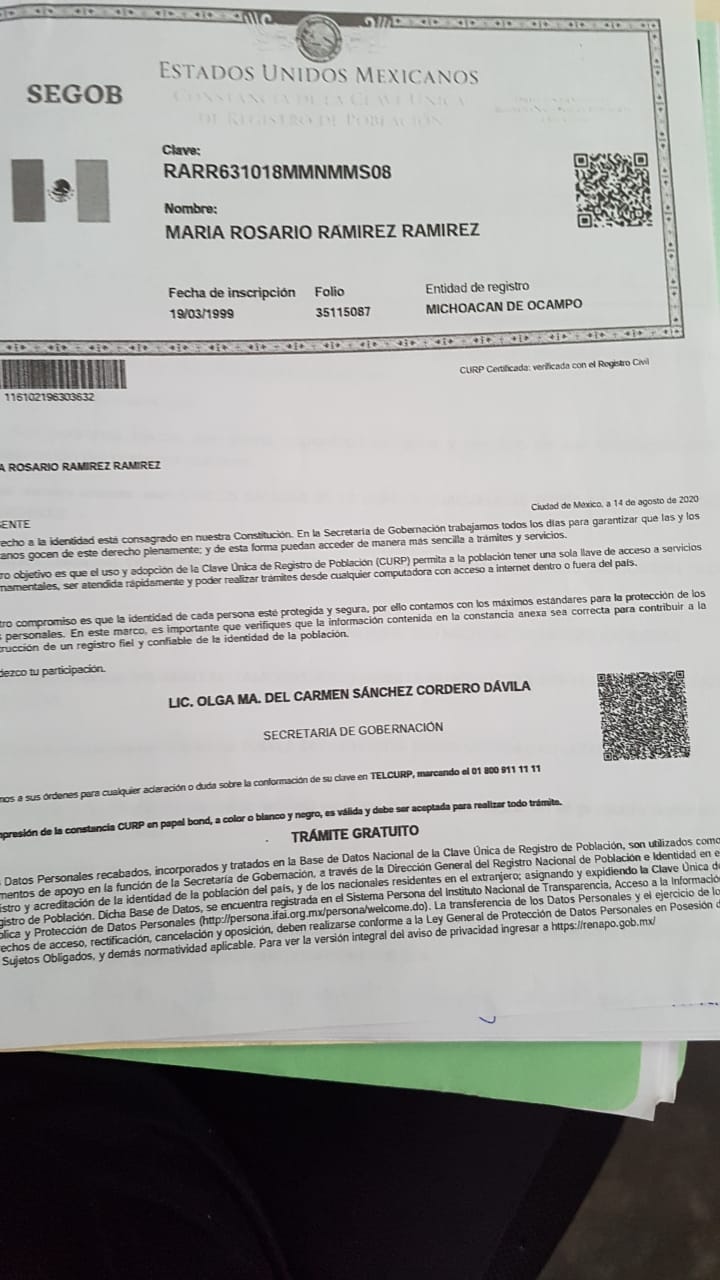 SEGOB
ESTADOS UNIDOS MEXICANOS
CONSTANCIA DE LA CLAVE ÚNICA
DE REGISTRO DE POBLACIÓN
Clave:
RARR631018MMNMMS08
Nombre:
MARIA ROSARIO RAMIREZ RAMIREZ
Fecha de inscripción Folio Entidad de registro
19/03/1999 35115087 MICHOACAN DE OCAMPO
CURP Certificada: verificada con el Registro Civil
116102196303632
A ROSARIO RAMIREZ RAMIREZ
Ciudad de México, a 14 de agosto de 2020
SENTE
echo a la identidad está consagrado en nuestra Constitución. En la Secretaría de Gobernación trabajamos todos los días para garantizar que las y los
anos gocen de este derecho plenamente; y de esta forma puedan acceder de manera más sencilla a trámites y servicios.
ro objetivo es que el uso y adopción de la Clave Única de Registro de Población (CURP) permita a la población tener una sola llave de acceso a servicios
namentales, ser atendida rápidamente y poder realizar trámites desde cualquier computadora con acceso a internet dentro o fuera del país.
tro compromiso es que la identidad de cada persona esté protegida y segura, por ello contamos con los máximos estándares para la protección de los
s personales. En este marco, es importante que verifiques que la información contenida en la constancia anexa sea correcta para contribuir a la
trucción de un registro fiel y confiable de la identidad de la población.
dezco tu participación.
LIC. OLGA MA. DEL CARMEN SÁNCHEZ CORDERO DÁVILA
SECRETARIA DE GOBERNACIÓN
mos a sus órdenes para cualquier aclaración o duda sobre la conformación de su clave en TELCURP, marcando el 01 800 911 11 11
mpresión de la constancia CURP en papel bond, a color o blanco y negro, es válida y debe ser aceptada para realizar todo trámite.
TRÁMITE GRATUITO
Datos Personales recabados, incorporados y tratados en la Base de Datos Nacional de la Clave Única de Registro de Población, son utilizados como
mentos de apoyo en la función de la Secretaría de Gobernación, a través de la Dirección General del Registro Nacional de Población e Identidad en e
istro y acreditación de la identidad de la población del país, y de los nacionales residentes en el extranjero; asignando y expidiendo la Clave Única de
gistro de Población. Dicha Base de Datos, se encuentra registrada en el Sistema Persona del Instituto Nacional de Transparencia, Acceso a la Informació
blica y Protección de Datos Personales (http://persona.ifai.org.mx/persona/welcome.do). La transferencia de los Datos Personales y el ejercicio de lo
echos de acceso, rectificación, cancelación y oposición, deben realizarse conforme a la Ley General de Protección de Datos Personales en Posesión d
Sujetos Obligados, y demás normatividad aplicable. Para ver la versión integral del aviso de privacidad ingresar a https://renapo.gob.mx/